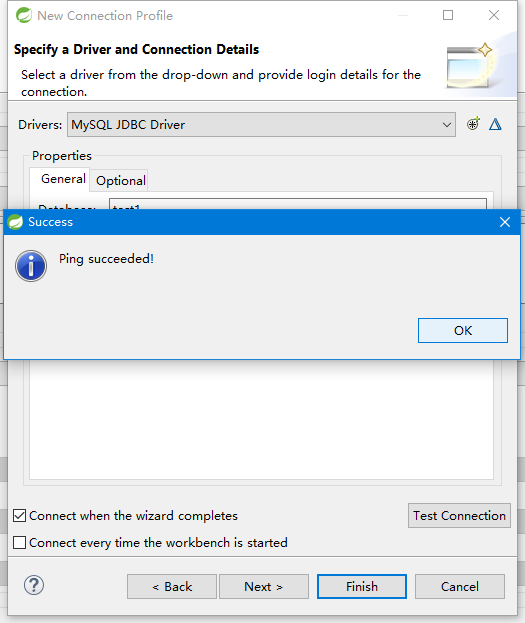 New Connection Profile
Specify a Driver and Connection Details
Select a driver from the drop-down and provide login details for the
connection.
Drivers: MySQL JDBC Driver
Properties
General Optional
Database: test1
Success
Ping succeeded!
OK
Connect when the wizard completes
Test Connection
Connect every time the workbench is started
< Back Next > Finish Cancel